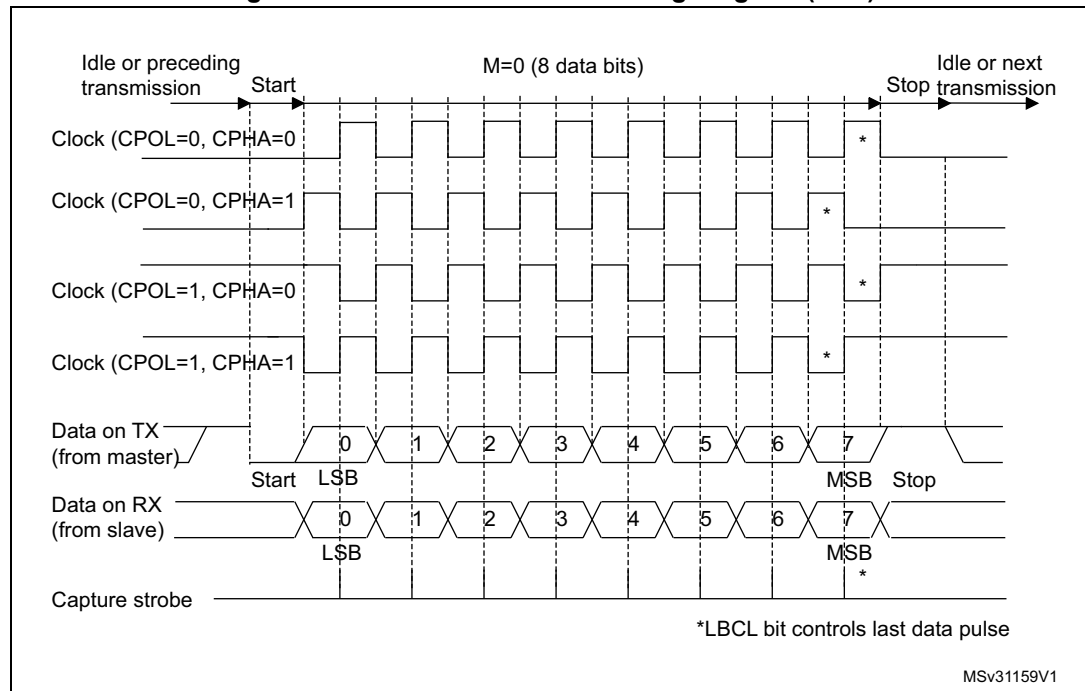 Idle or preceding
transmission
Start
M=0 (8 data bits)
Stop
Idle or next
transmission
Clock (CPOL=0, CPHA=0
*
Clock (CPOL=0, CPHA=1
*
Clock (CPOL=1, CPHA=0
*
Clock (CPOL=1, CPHA=1
*
Data on TX
(from master)
0 1 2 3 4 5 6 7
Start LSB MSB Stop
Data on RX
(from slave)
0 1 2 3 4 5 6 7
LSB MSB
*
Capture strobe
*LBCL bit controls last data pulse
MSv31159V1